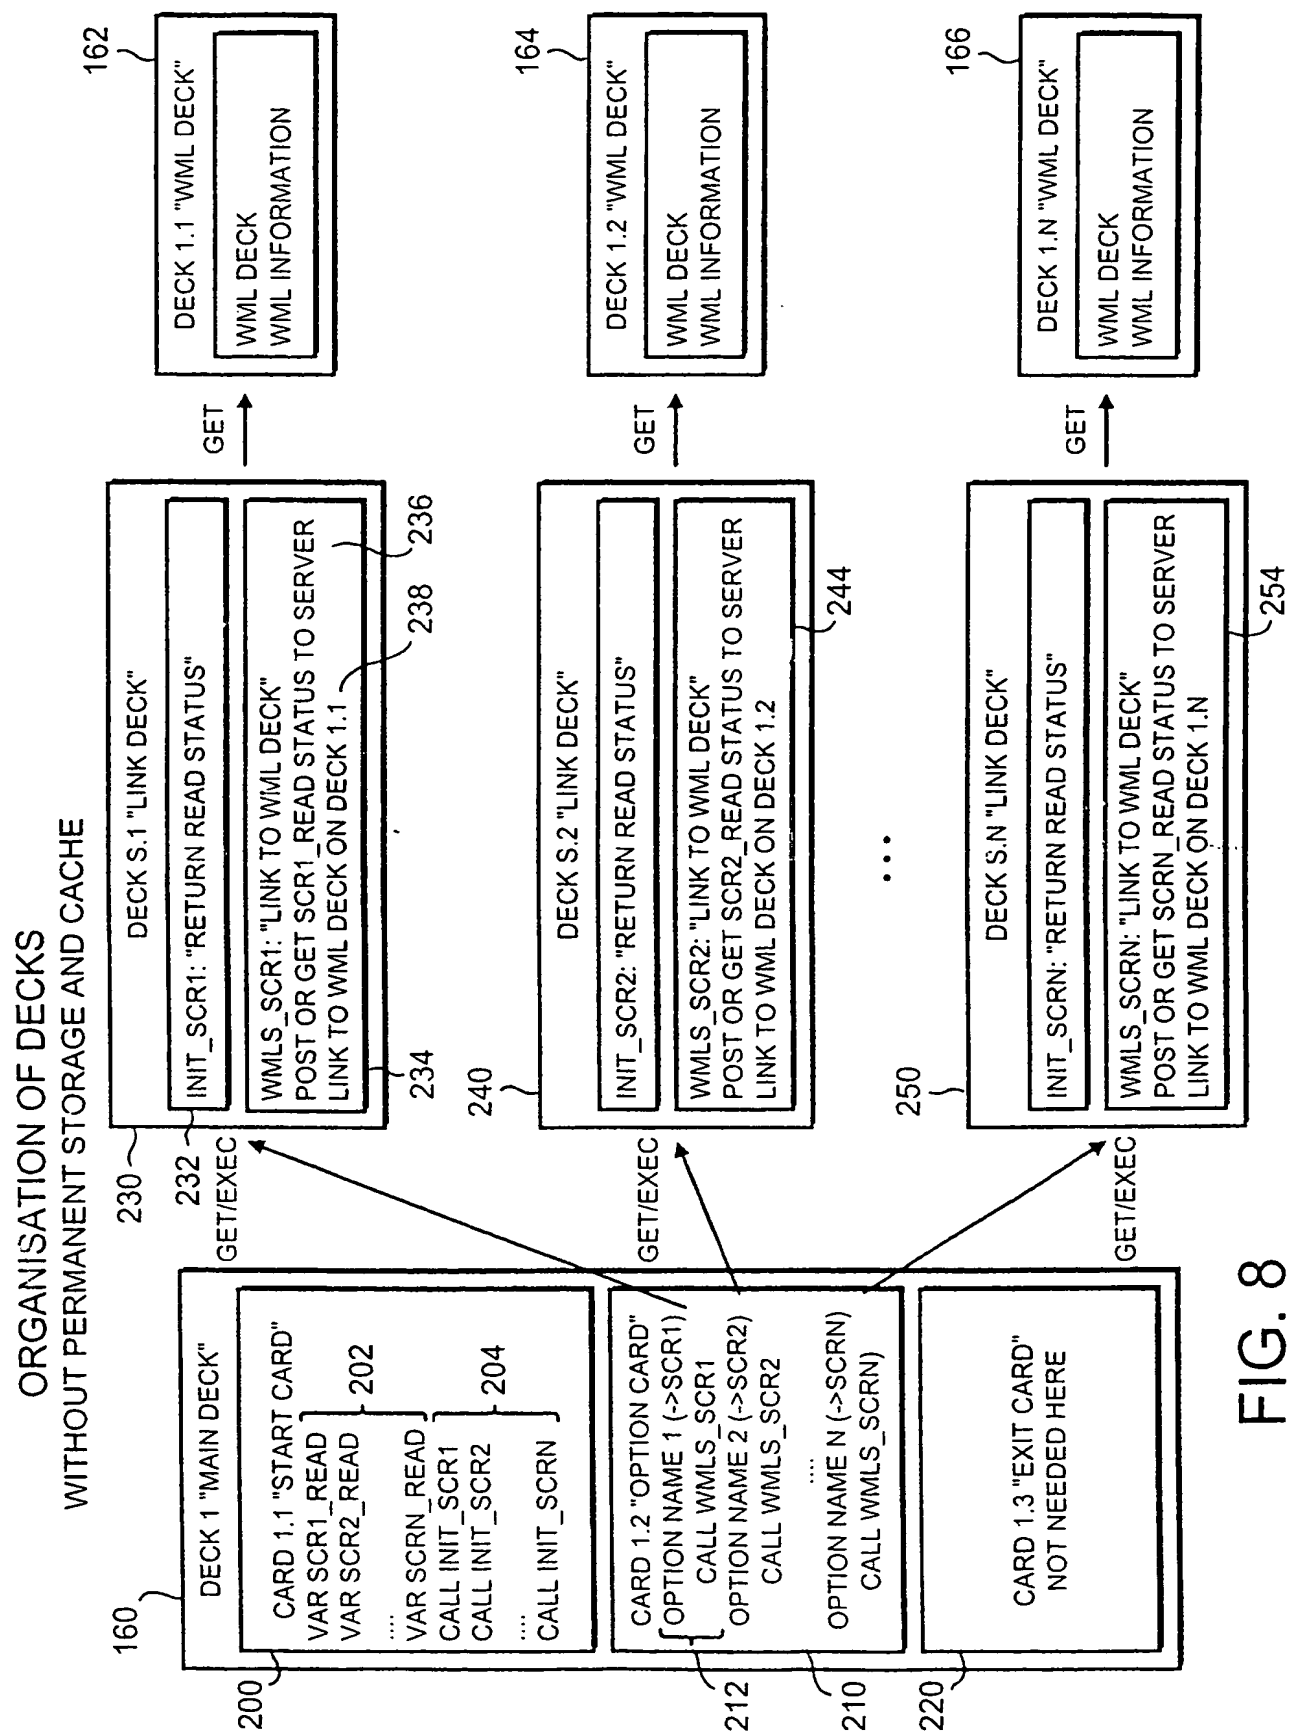 ORGANISATION OF DECKS
WITHOUT PERMANENT STORAGE AND CACHE
160
DECK 1 "MAIN DECK"
200
CARD 1.1 "START CARD"
VAR SCR1_READ
VAR SCR2_READ
....
VAR SCRN_READ
202
CALL INIT_SCR1
CALL INIT_SCR2
....
CALL INIT_SCRN
204
CARD 1.2 "OPTION CARD"
OPTION NAME 1 (->SCR1)
CALL WMLS_SCR1
OPTION NAME 2 (->SCR2)
CALL WMLS_SCR2
....
OPTION NAME N (->SCRN)
CALL WMLS_SCRN)
212
210
CARD 1.3 "EXIT CARD"
NOT NEEDED HERE
220
GET/EXEC
GET/EXEC
GET/EXEC
230
DECK S.1 "LINK DECK"
232
INIT_SCR1: "RETURN READ STATUS"
WMLS_SCR1: "LINK TO WML DECK"
POST OR GET SCR1_READ STATUS TO SERVER
LINK TO WML DECK ON DECK 1.1
234
236
238
240
DECK S.2 "LINK DECK"
INIT_SCR2: "RETURN READ STATUS"
WMLS_SCR2: "LINK TO WML DECK"
POST OR GET SCR2_READ STATUS TO SERVER
LINK TO WML DECK ON DECK 1.2
244
...
250
DECK S.N "LINK DECK"
INIT_SCRN: "RETURN READ STATUS"
WMLS_SCRN: "LINK TO WML DECK"
POST OR GET SCRN_READ STATUS TO SERVER
LINK TO WML DECK ON DECK 1.N
254
GET
GET
GET
162
DECK 1.1 "WML DECK"
WML DECK
WML INFORMATION
164
DECK 1.2 "WML DECK"
WML DECK
WML INFORMATION
166
DECK 1.N "WML DECK"
WML DECK
WML INFORMATION
FIG. 8